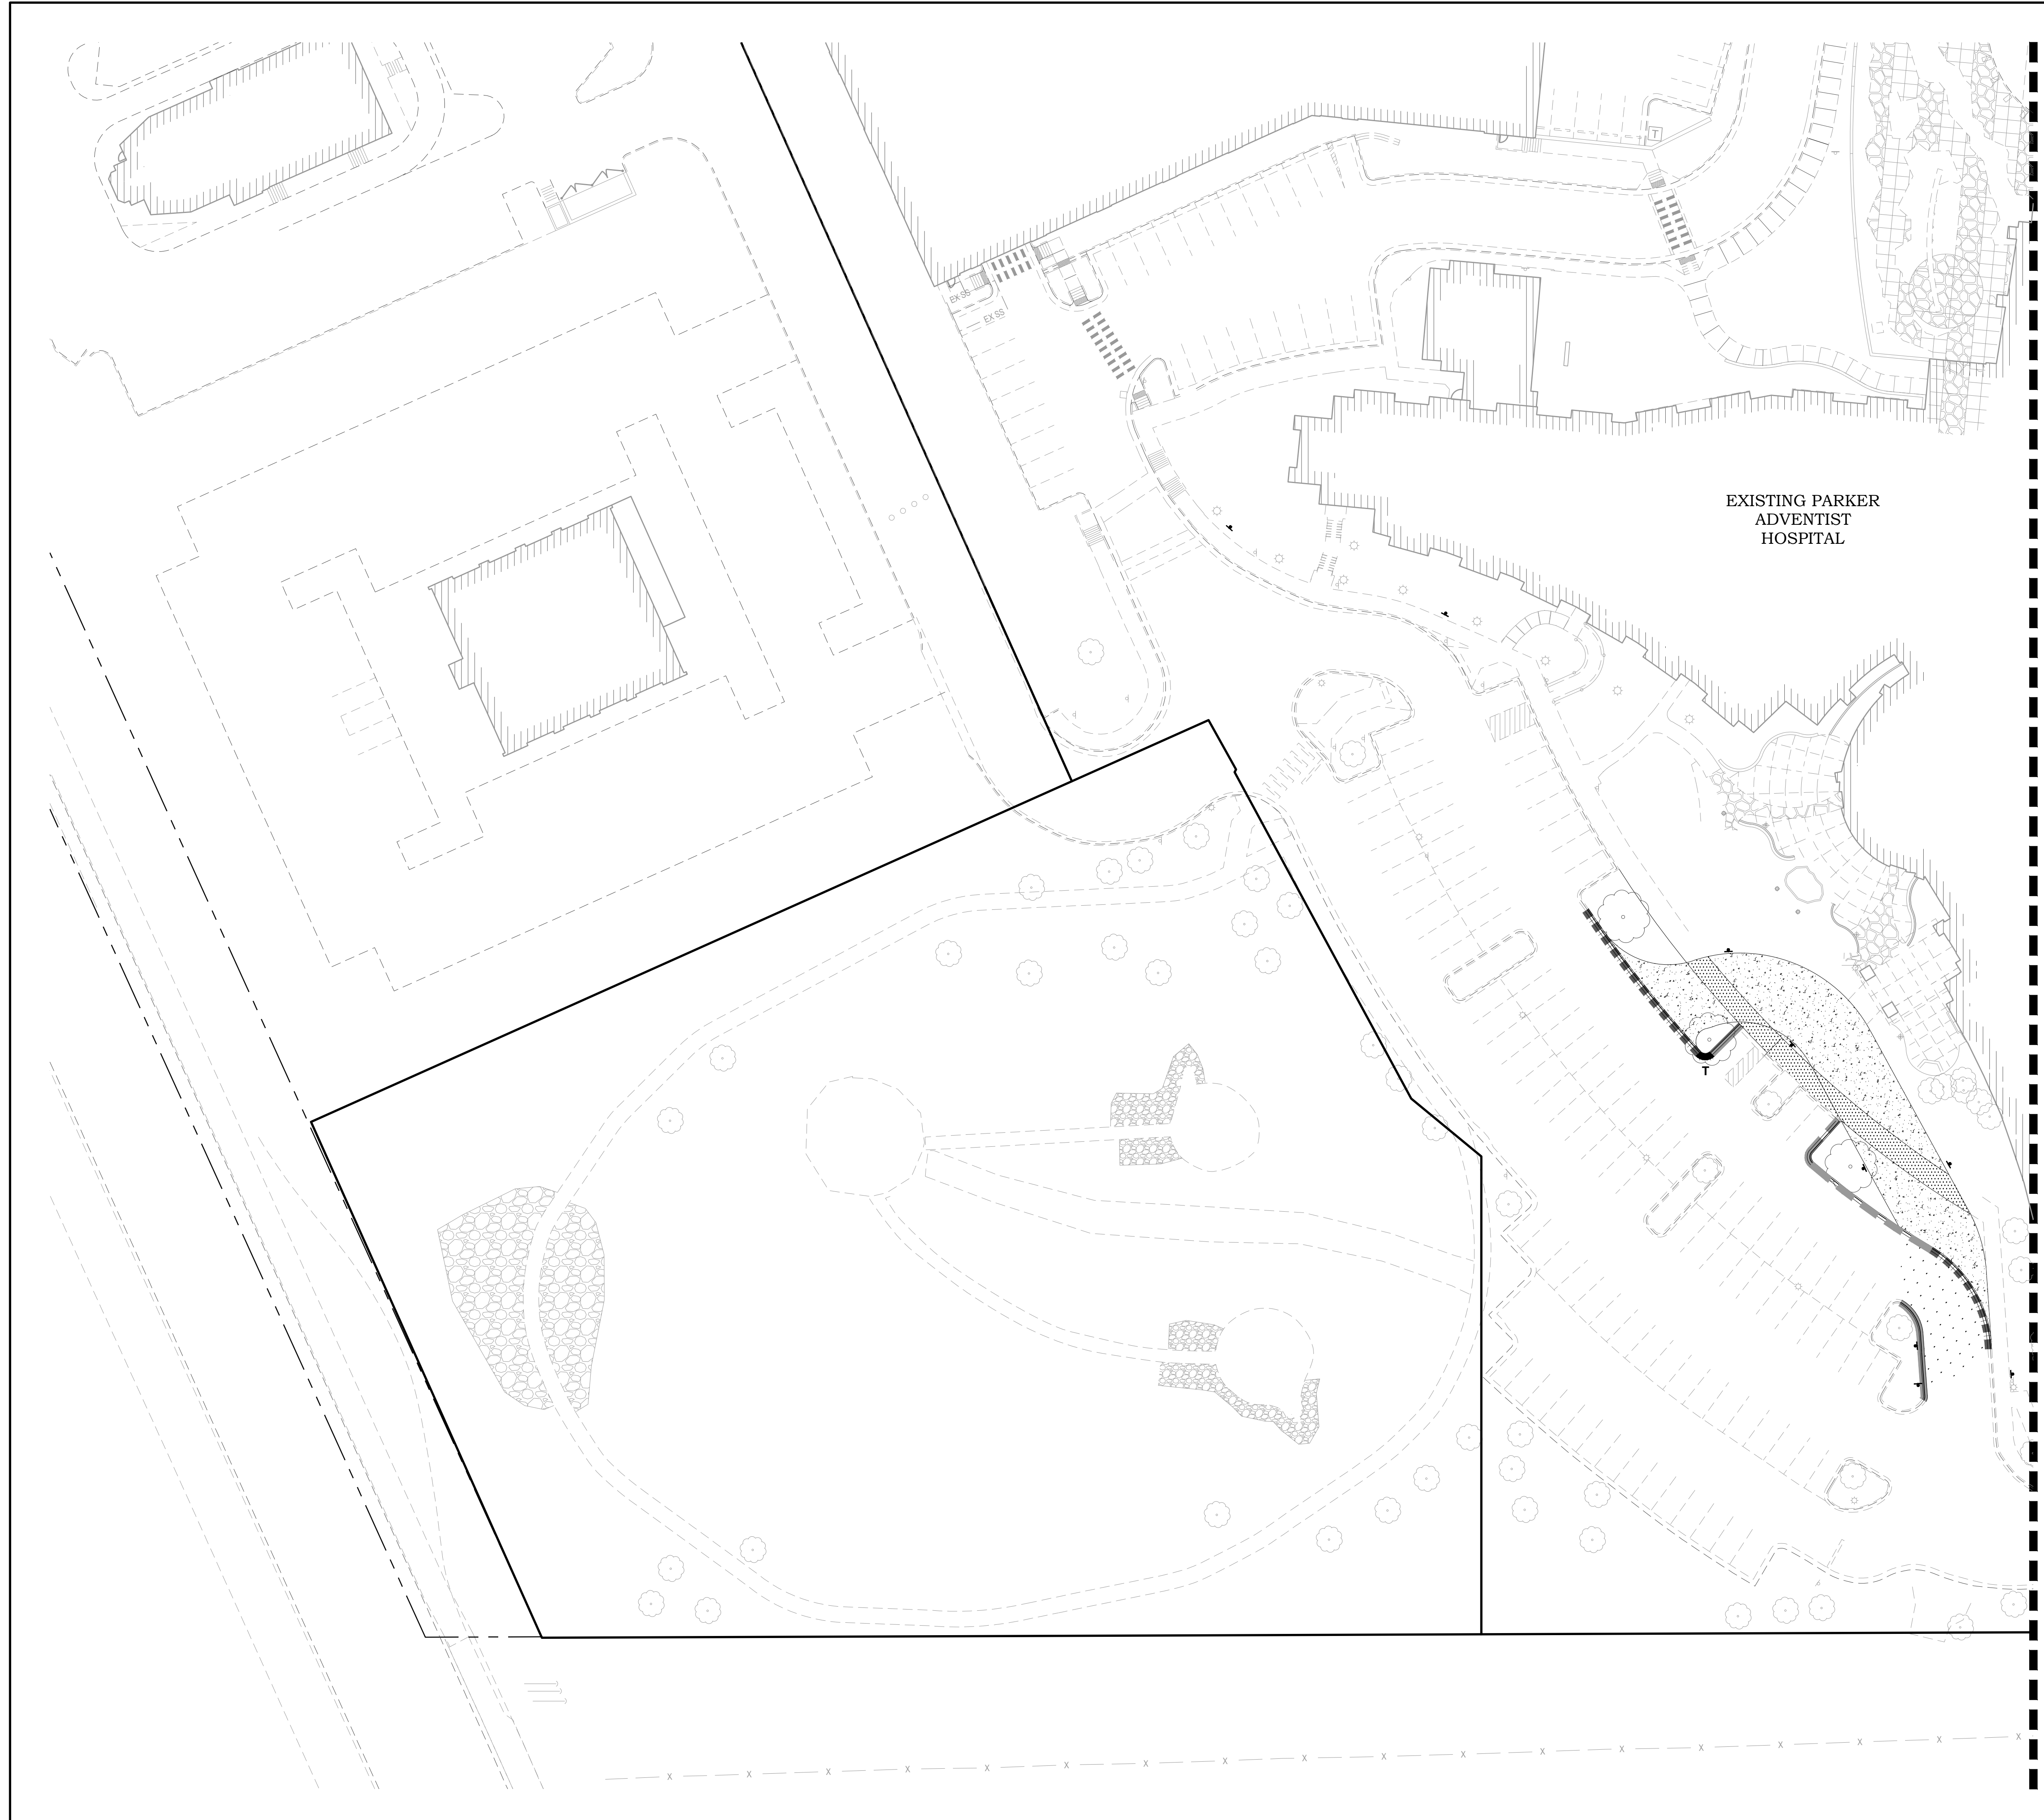 T
EX SS
EX SS
EXISTING PARKER
ADVENTIST
HOSPITAL
T
X X X X X X X X X X X X X X X X X X